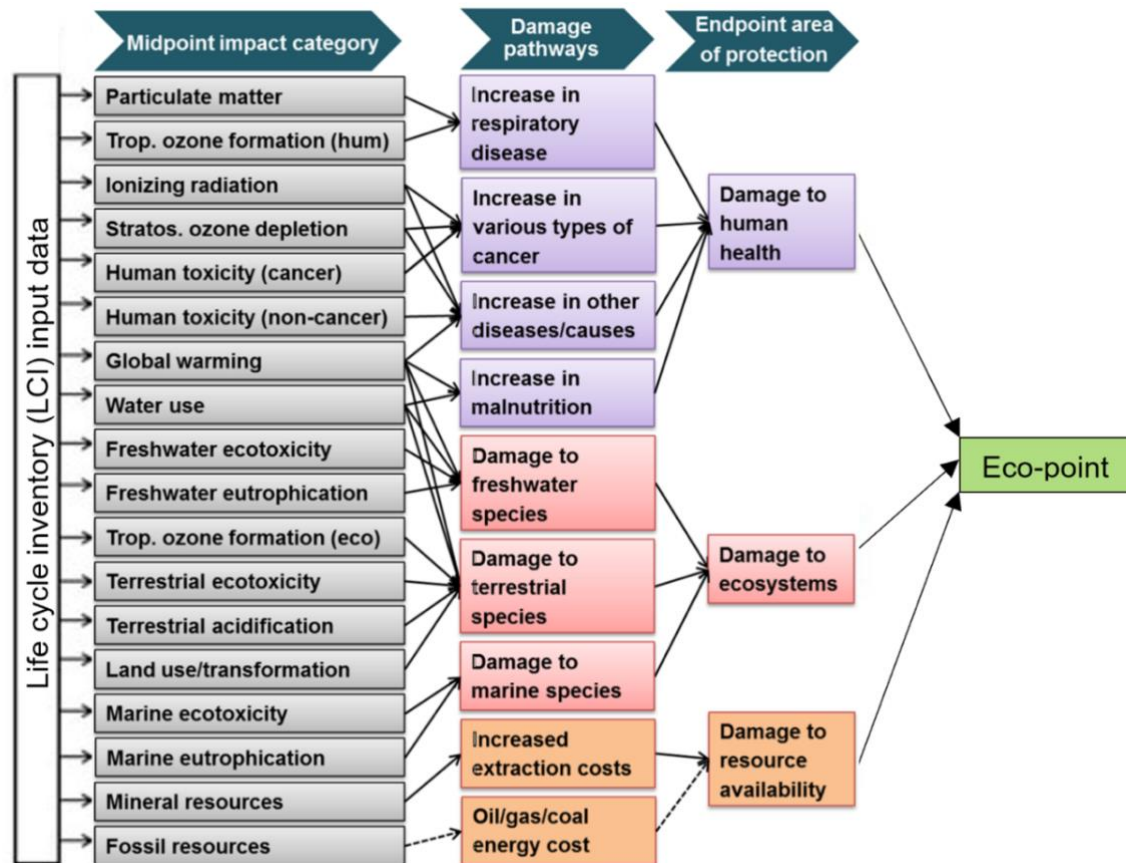 Midpoint impact category
Damage
pathways
Endpoint area
of protection
Life cycle inventory (LCI) input data
Particulate matter
Trop. ozone formation (hum)
Ionizing radiation
Stratos. ozone depletion
Human toxicity (cancer)
Human toxicity (non-cancer)
Global warming
Water use
Freshwater ecotoxicity
Freshwater eutrophication
Trop. ozone formation (eco)
Terrestrial ecotoxicity
Terrestrial acidification
Land use/transformation
Marine ecotoxicity
Marine eutrophication
Mineral resources
Fossil resources
Increase in
respiratory
disease
Increase in
various types of
cancer
Increase in other
diseases/causes
Increase in
malnutrition
Damage to
freshwater
species
Damage to
terrestrial
species
Damage to
marine species
Increased
extraction costs
Oil/gas/coal
energy cost
Damage to
human
health
Damage to
ecosystems
Damage to
resource
availability
Eco-point